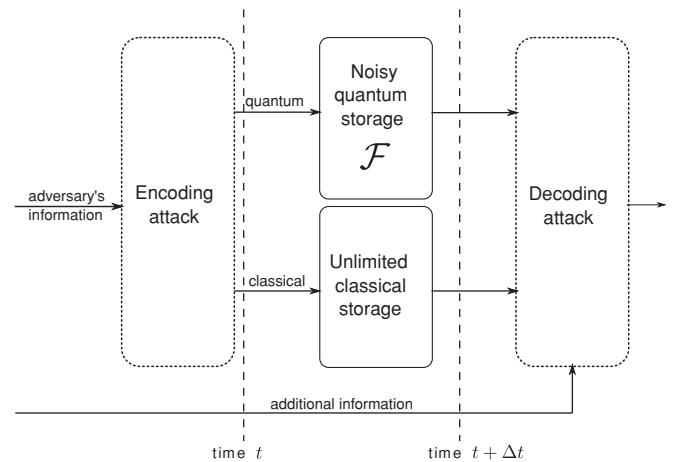 Noisy
quantum
storage
F
quantum
adversary's
information
Encoding
attack
Decoding
attack
classical
Unlimited
classical
storage
additional information
time t
time t + Δt